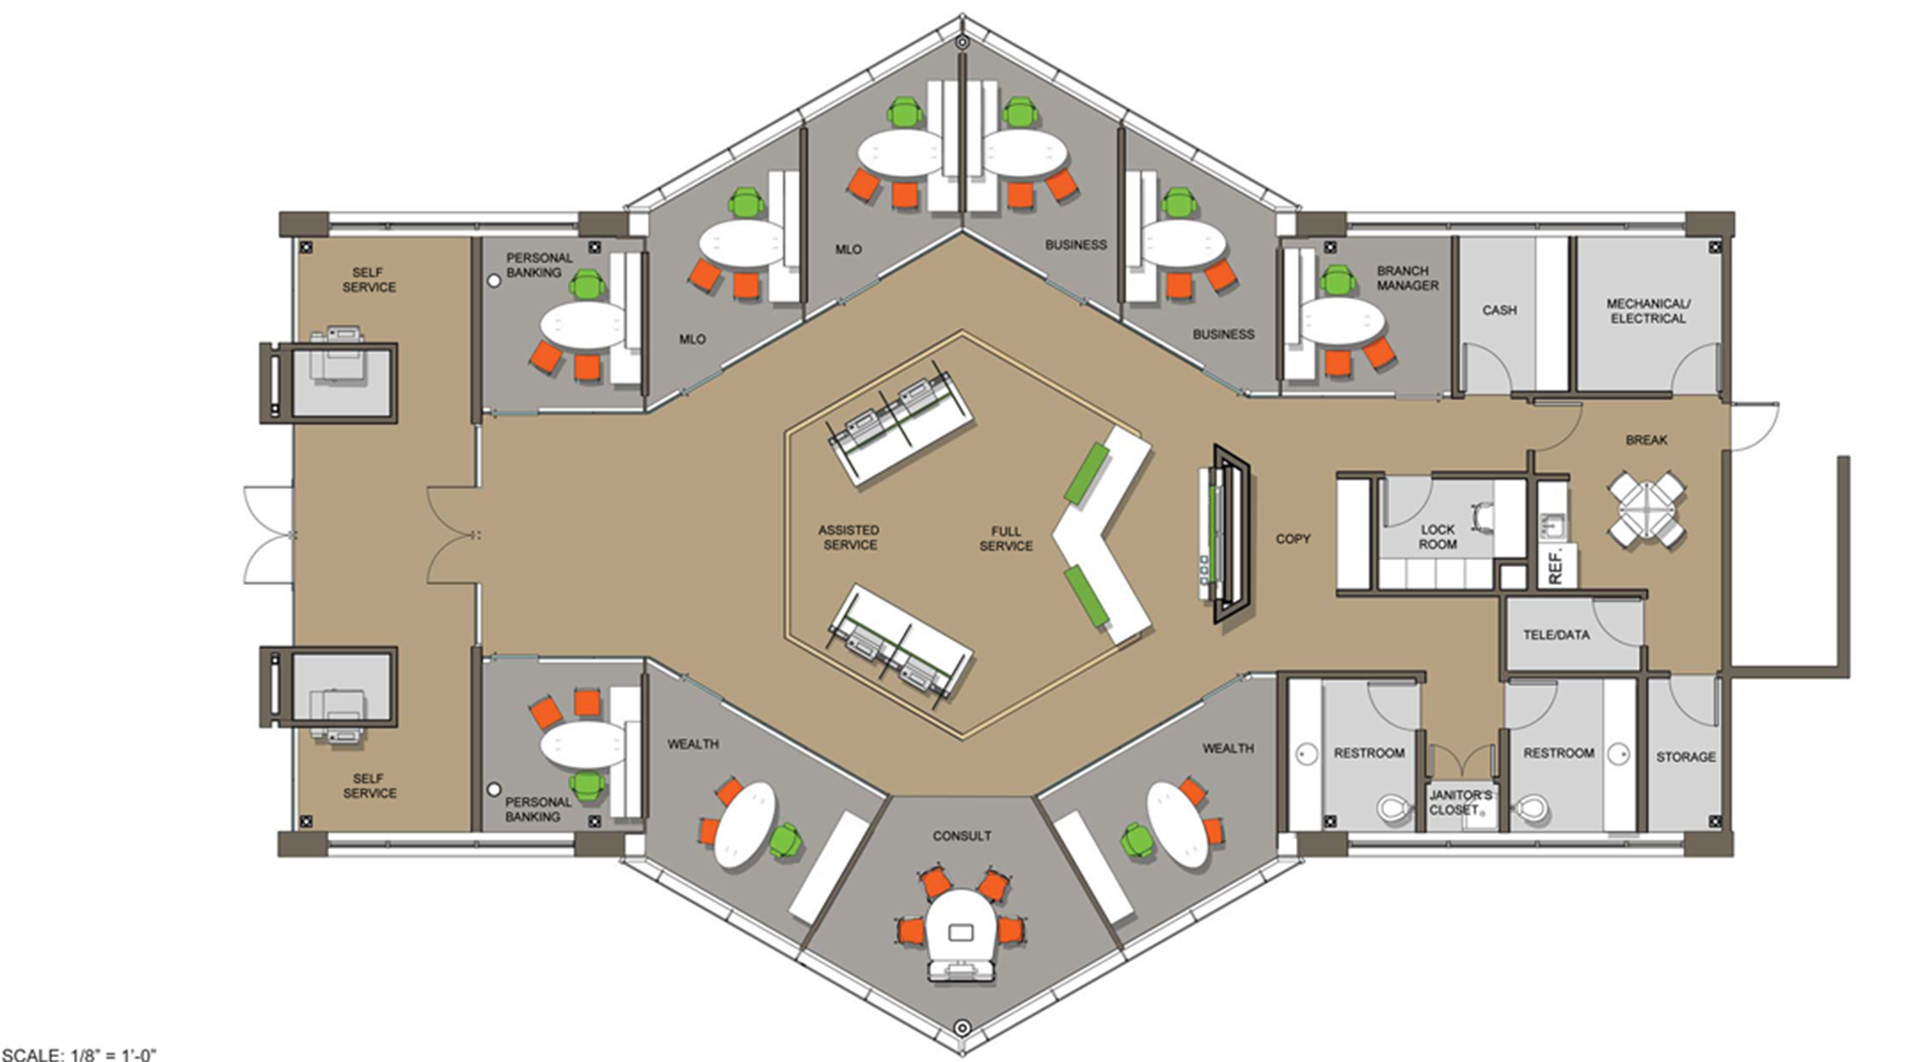 SELF
SERVICE
PERSONAL
BANKING
MLO
MLO
BUSINESS
BUSINESS
BRANCH
MANAGER
CASH
MECHANICAL/
ELECTRICAL
BREAK
ASSISTED
SERVICE
FULL
SERVICE
COPY
LOCK
ROOM
REF.
TELE/DATA
SELF
SERVICE
PERSONAL
BANKING
WEALTH
CONSULT
WEALTH
RESTROOM
JANITOR'S
CLOSET
RESTROOM
STORAGE
SCALE: 1/8" = 1'-0"